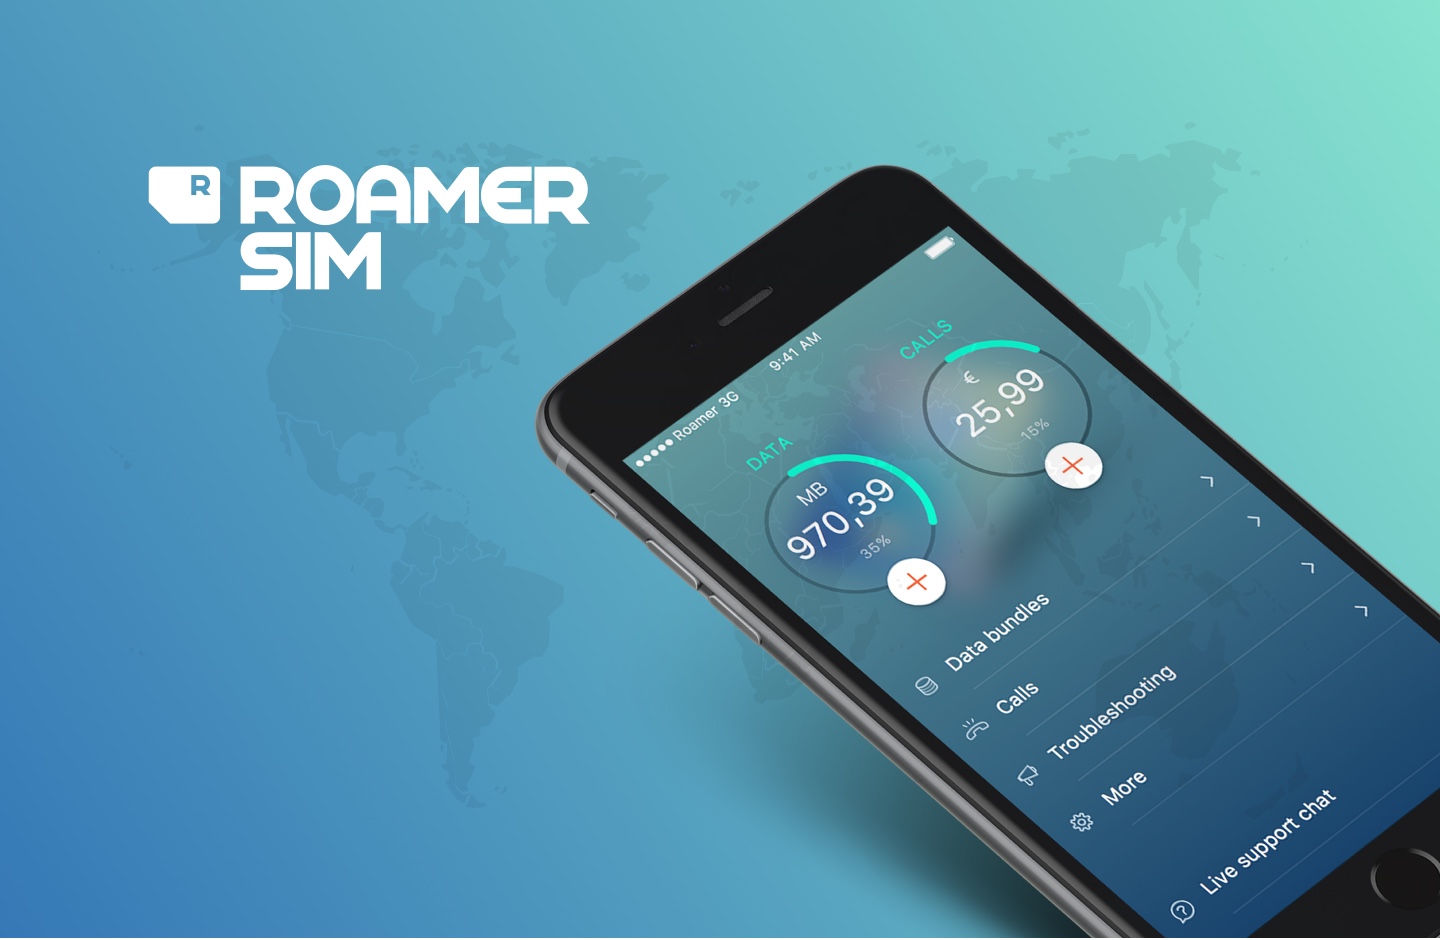 R ROAMER
SIM
Roamer 3G 9:41 AM
DATA
MB
970,39
35%
CALLS
€
25,99
15%
Data bundles
Calls
Troubleshooting
More
Live support chat